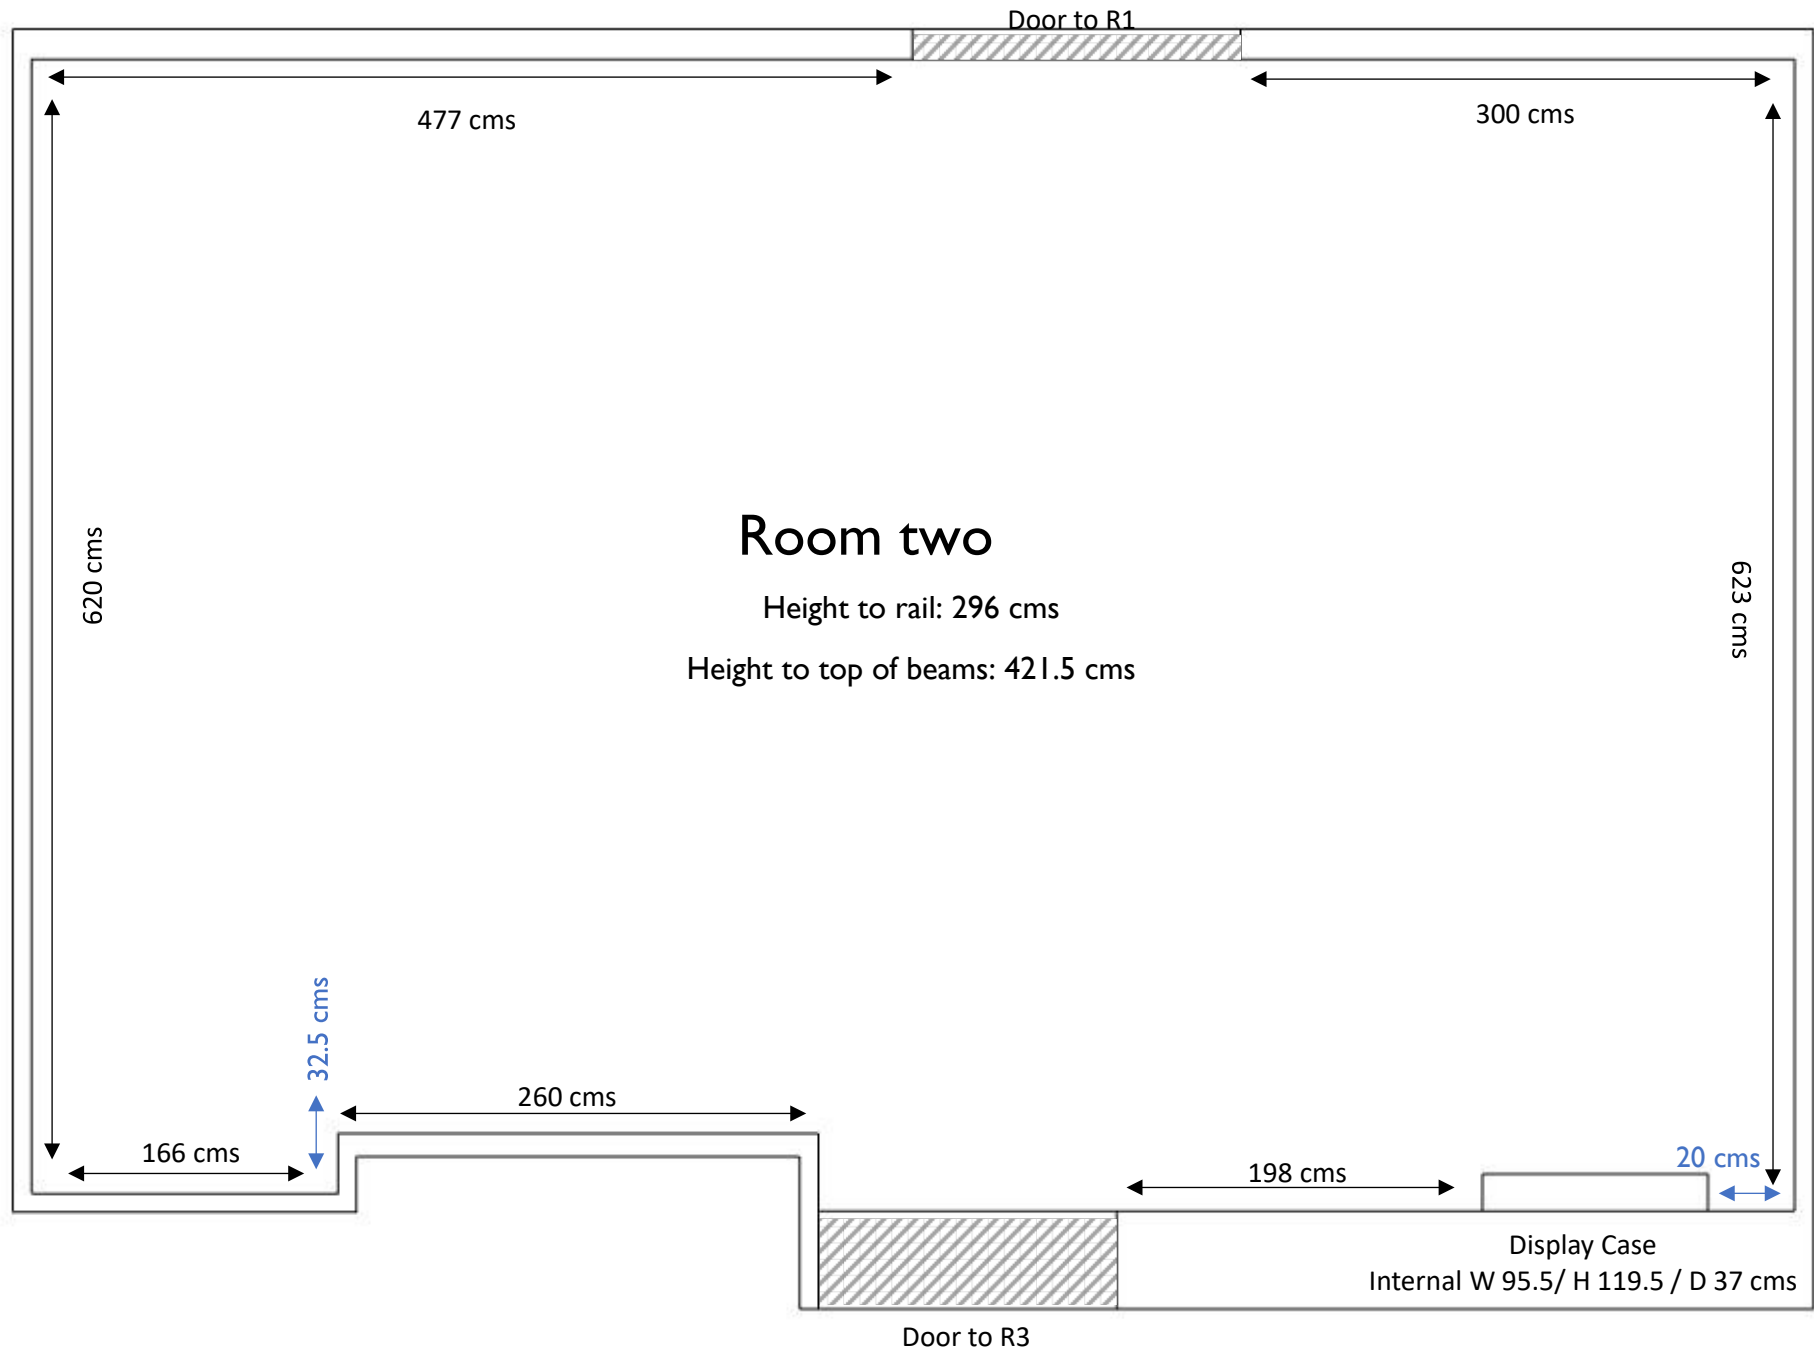 Door to R1
477 cms
300 cms
620 cms
623 cms
Room two
Height to rail: 296 cms
Height to top of beams: 421.5 cms
32.5 cms
260 cms
166 cms
198 cms
20 cms
Display Case
Internal W 95.5/ H 119.5 / D 37 cms
Door to R3